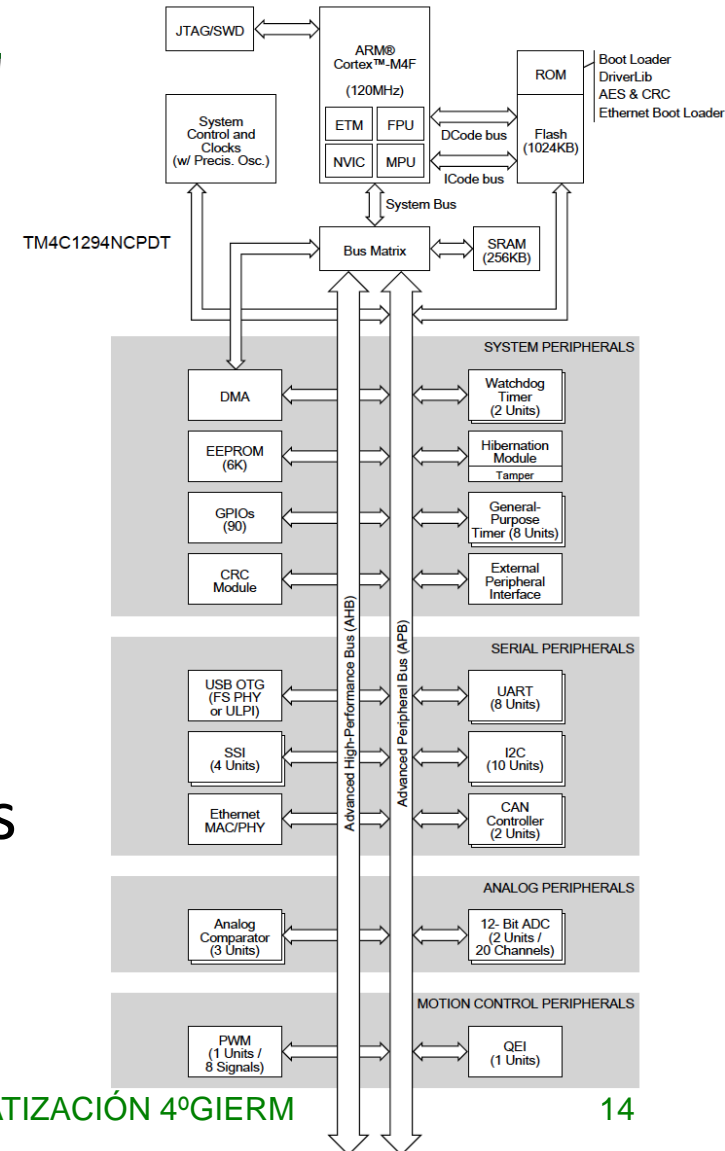 JTAG/SWD
ARM®
Cortex™-M4F
(120MHz)
ETM
FPU
NVIC
MPU
ROM
Flash
(1024KB)
Boot Loader
DriverLib
AES & CRC
Ethernet Boot Loader
DCode bus
ICode bus
System
Control and
Clocks
(w/ Precis. Osc.)
System Bus
TM4C1294NCPDT
Bus Matrix
SRAM
(256KB)
SYSTEM PERIPHERALS
DMA
Watchdog
Timer
(2 Units)
EEPROM
(6K)
Hibernation
Module
Tamper
GPIOs
(90)
General-
Purpose
Timer (8 Units)
CRC
Module
External
Peripheral
Interface
Advanced High-Performance Bus (AHB)
Advanced Peripheral Bus (APB)
SERIAL PERIPHERALS
USB OTG
(FS PHY
or ULPI)
UART
(8 Units)
SSI
(4 Units)
I2C
(10 Units)
Ethernet
MAC/PHY
CAN
Controller
(2 Units)
s
ANALOG PERIPHERALS
Analog
Comparator
(3 Units)
12- Bit ADC
(2 Units /
20 Channels)
MOTION CONTROL PERIPHERALS
PWM
(1 Units /
8 Signals)
QEI
(1 Units)
ATIZACIÓN 4ºGIERM
14